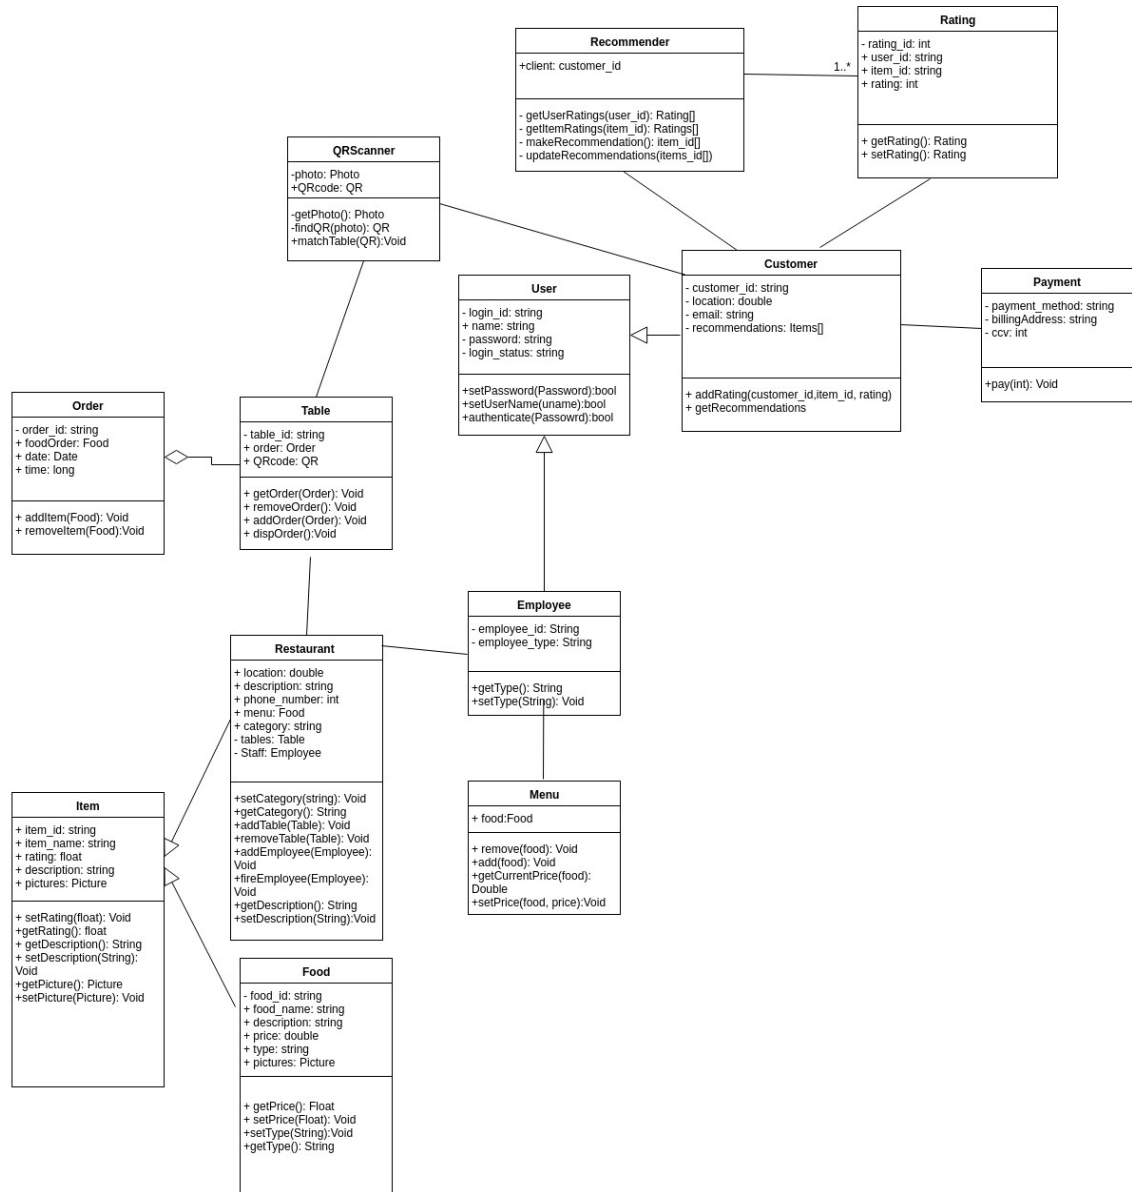 Rating
- rating_id: int
+ user_id: string
+ item_id: string
+ rating: int
+ getRating(): Rating
+ setRating(): Rating
Recommender
+client: customer_id
- getUserRatings(user_id): Rating[]
- getItemRatings(item_id): Ratings[]
- makeRecommendation(): item_id[]
- updateRecommendations(items_id[])
1..*
QRScanner
-photo: Photo
+QRcode: QR
-getPhoto(): Photo
-findQR(photo): QR
+matchTable(QR):Void
Customer
- customer_id: string
- location: double
- email: string
- recommendations: Items[]
+ addRating(customer_id,item_id, rating)
+ getRecommendations
User
- login_id: string
+ name: string
- password: string
- login_status: string
+setPassword(Password):bool
+setUserName(uname):bool
+authenticate(Passowrd):bool
Payment
- payment_method: string
- billingAddress: string
- ccv: int
+pay(int): Void
Order
- order_id: string
+ foodOrder: Food
+ date: Date
+ time: long
+ addItem(Food): Void
+ removeItem(Food):Void
Table
- table_id: string
+ order: Order
+ QRcode: QR
+ getOrder(Order): Void
+ removeOrder(): Void
+ addOrder(Order): Void
+ dispOrder():Void
Employee
- employee_id: String
- employee_type: String
+getType(): String
+setType(String): Void
Restaurant
+ location: double
+ description: string
+ phone_number: int
+ menu: Food
+ category: string
- tables: Table
- Staff: Employee
+setCategory(string): Void
+getCategory(): String
+addTable(Table): Void
+removeTable(Table): Void
+addEmployee(Employee):
Void
+fireEmployee(Employee):
Void
+getDescription(): String
+setDescription(String):Void
Menu
+ food:Food
+ remove(food): Void
+add(food): Void
+getCurrentPrice(food):
Double
+setPrice(food, price):Void
Item
+ item_id: string
+ item_name: string
+ rating: float
+ description: string
+ pictures: Picture
+ setRating(float): Void
+getRating(): float
+ getDescription(): String
+ setDescription(String):
Void
+getPicture(): Picture
+setPicture(Picture): Void
Food
- food_id: string
+ food_name: string
+ description: string
+ price: double
+ type: string
+ pictures: Picture
+ getPrice(): Float
+ setPrice(Float): Void
+setType(String):Void
+getType(): String